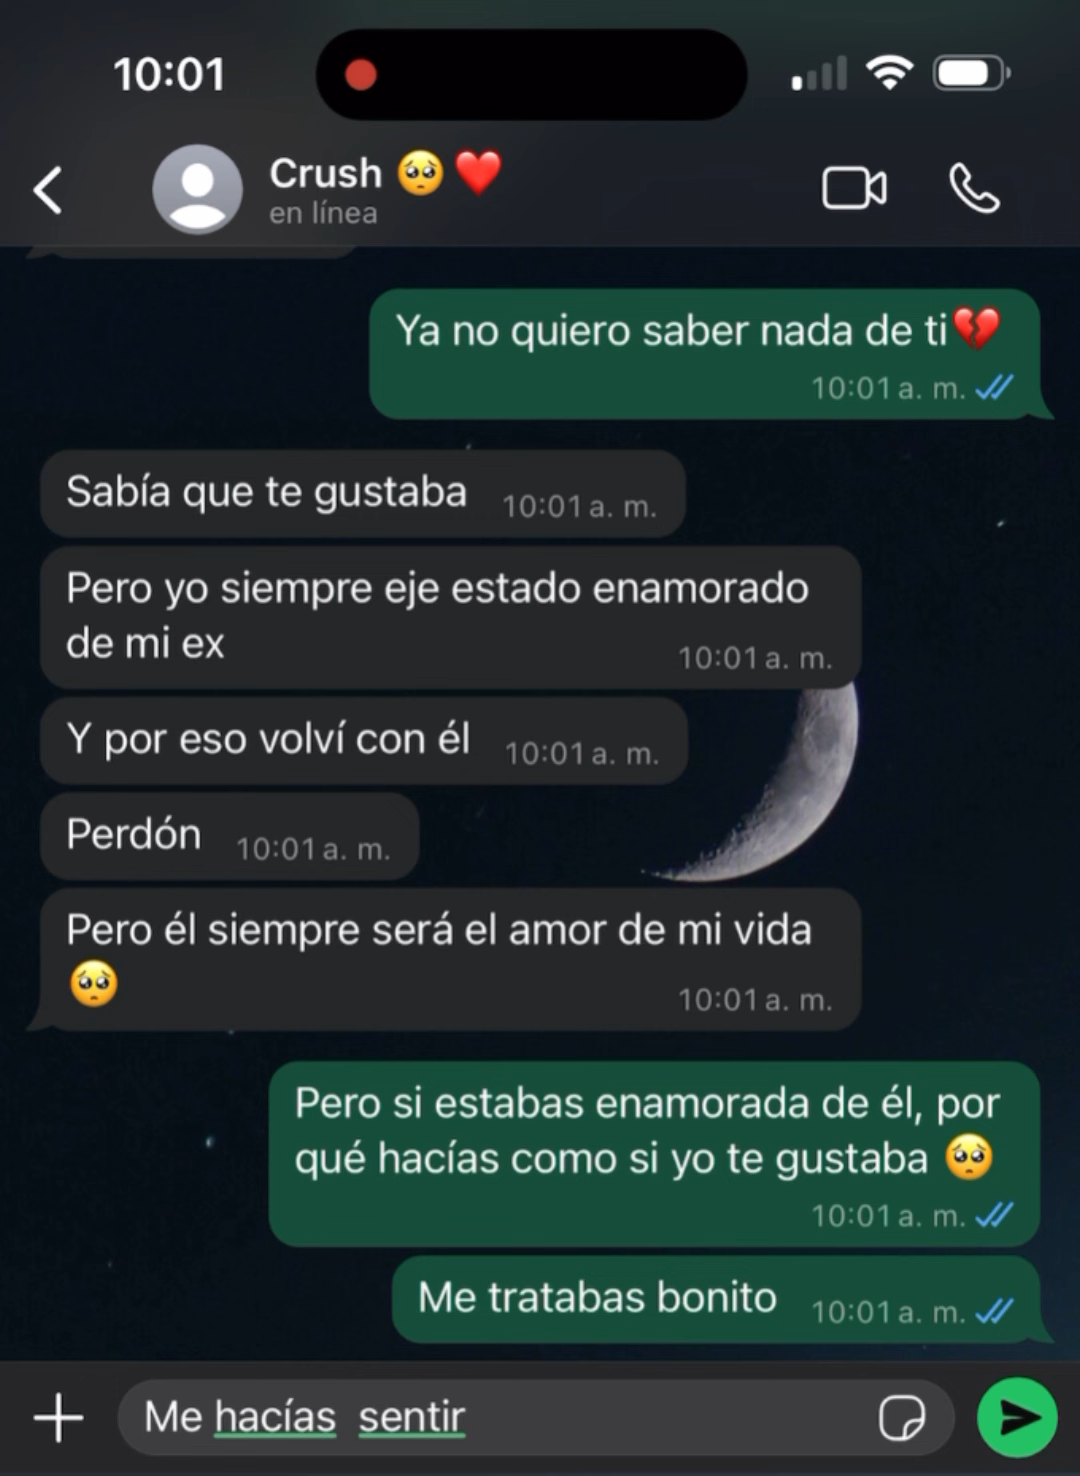 10:01
Crush 🥺❤️
en línea
Ya no quiero saber nada de ti💔
10:01 a. m.
Sabía que te gustaba 10:01 a. m.
Pero yo siempre eje estado enamorado
de mi ex
10:01 a. m.
Y por eso volví con él 10:01 a. m.
Perdón 10:01 a. m.
Pero él siempre será el amor de mi vida
🥺
10:01 a. m.
Pero si estabas enamorada de él, por
qué hacías como si yo te gustaba 🥺
10:01 a. m.
Me tratabas bonito 10:01 a. m.
Me hacías  sentir